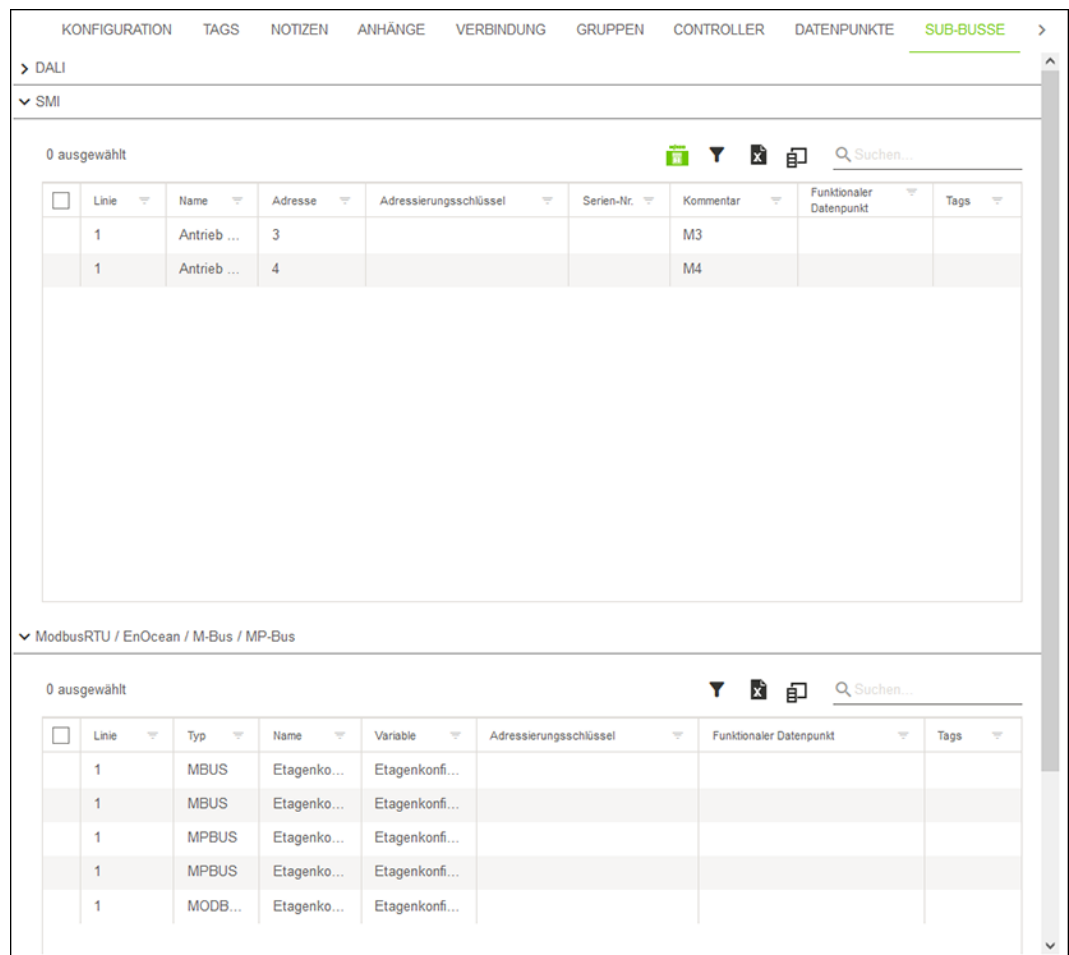 KONFIGURATION TAGS NOTIZEN ANHÄNGE VERBINDUNG GRUPPEN CONTROLLER DATENPUNKTE SUB-BUSSE
DALI
SMI
0 ausgewählt Suchen...
Linie Name Adresse Adressierungsschlüssel Serien-Nr. Kommentar Funktionaler Datenpunkt Tags
1 Antrieb ... 3 M3
1 Antrieb ... 4 M4
ModbusRTU / EnOcean / M-Bus / MP-Bus
0 ausgewählt Suchen...
Linie Typ Name Variable Adressierungsschlüssel Funktionaler Datenpunkt Tags
1 MBUS Etagenko... Etagenkonfi...
1 MBUS Etagenko... Etagenkonfi...
1 MPBUS Etagenko... Etagenkonfi...
1 MPBUS Etagenko... Etagenkonfi...
1 MODB... Etagenko... Etagenkonfi...